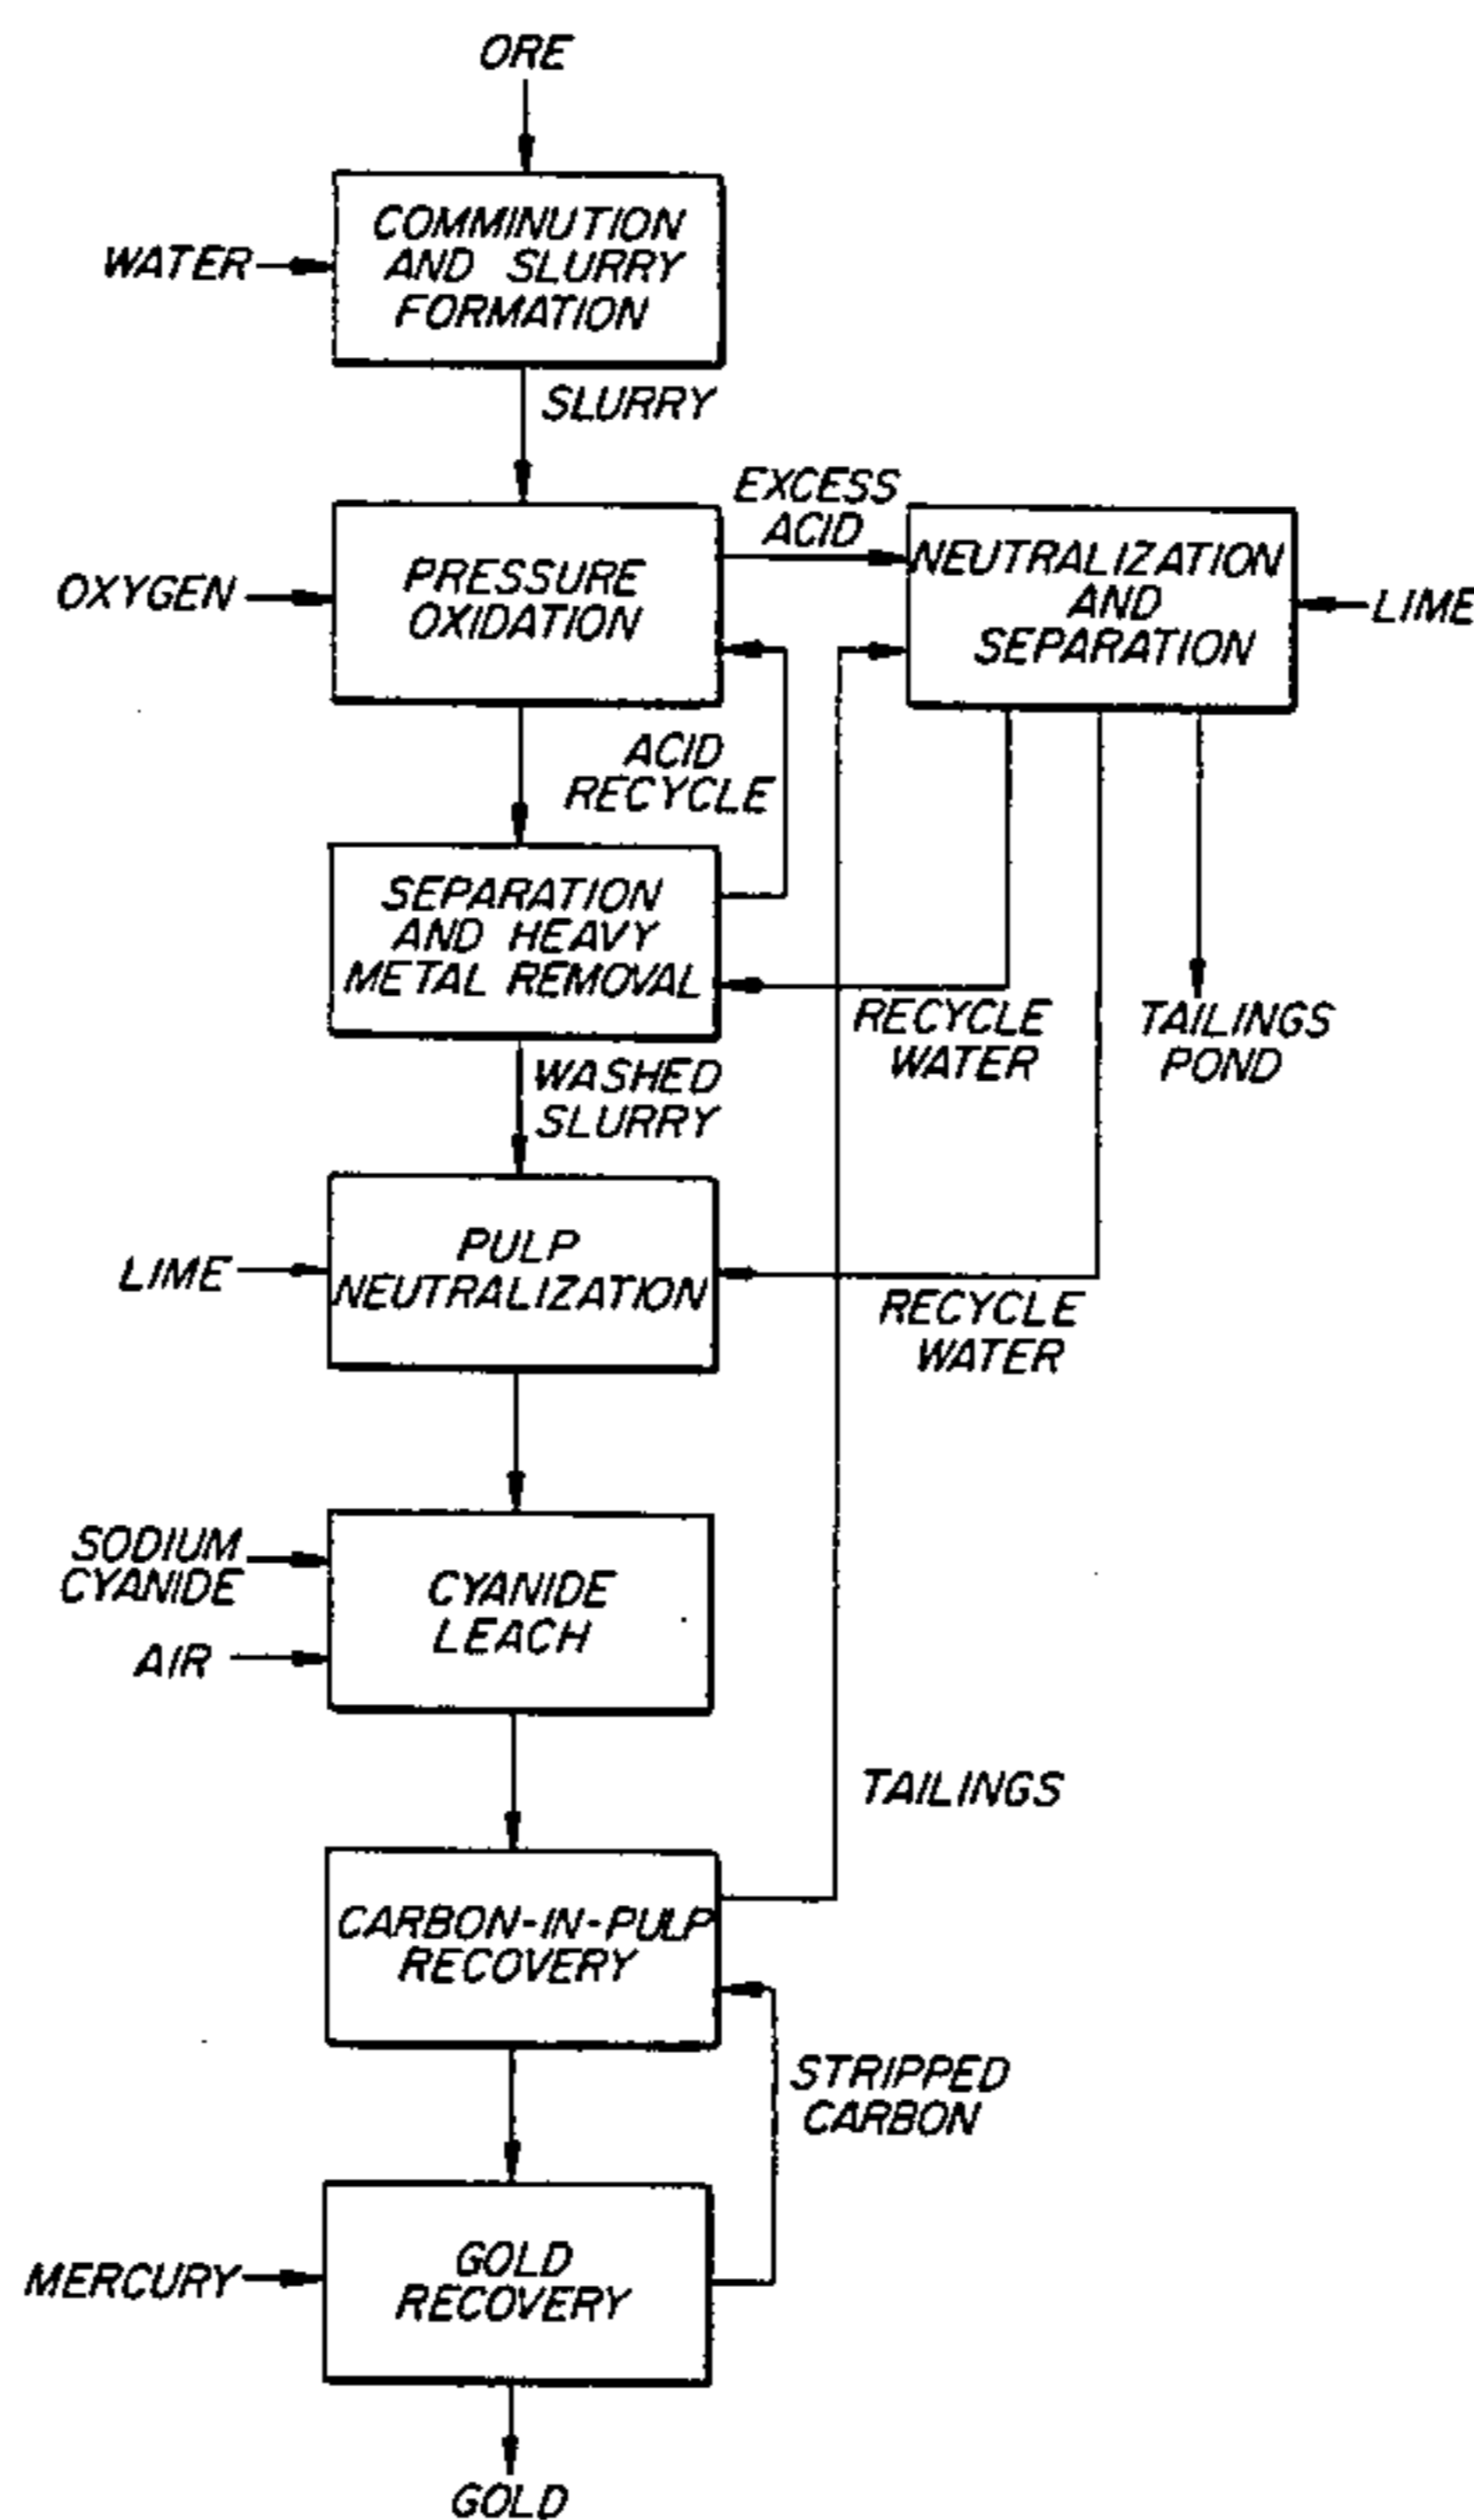 ORE
WATER
COMMINUTION
AND SLURRY
FORMATION
SLURRY
OXYGEN
PRESSURE
OXIDATION
EXCESS
ACID
NEUTRALIZATION
AND
SEPARATION
LIME
ACID
RECYCLE
SEPARATION
AND HEAVY
METAL REMOVAL
RECYCLE
WATER
TAILINGS
POND
WASHED
SLURRY
LIME
PULP
NEUTRALIZATION
RECYCLE
WATER
SODIUM
CYANIDE
AIR
CYANIDE
LEACH
TAILINGS
CARBON-IN-PULP
RECOVERY
STRIPPED
CARBON
MERCURY
GOLD
RECOVERY
GOLD